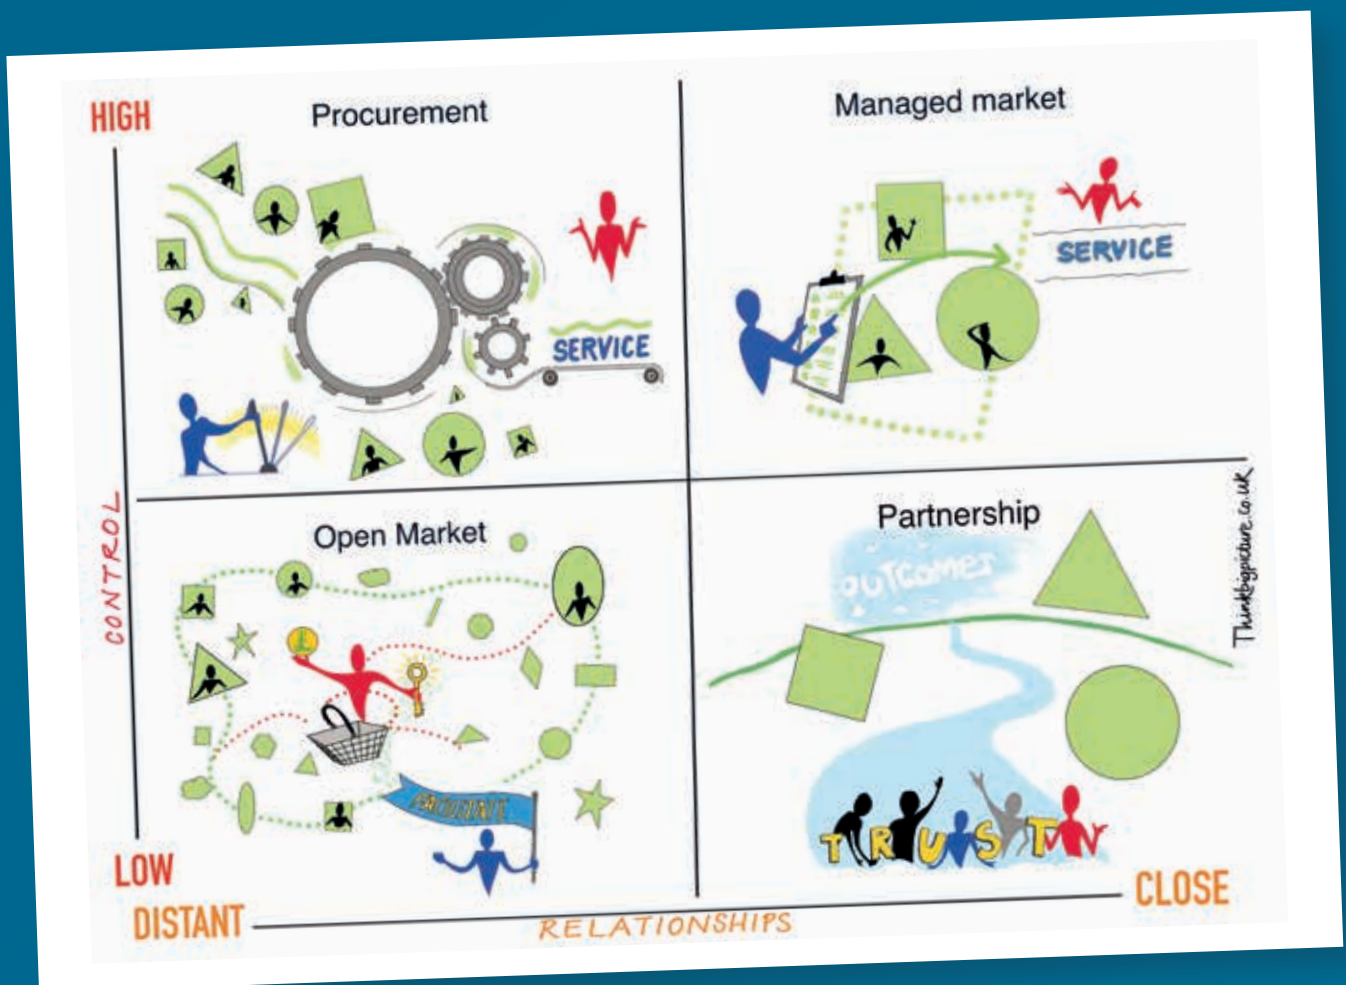 HIGH
Procurement
Managed market
SERVICE
SERVICE
CONTROL
Open Market
Partnership
OUTCOMES
Thinkbigpicture.co.uk
FACILITATE
TRUST
LOW
DISTANT
RELATIONSHIPS
CLOSE